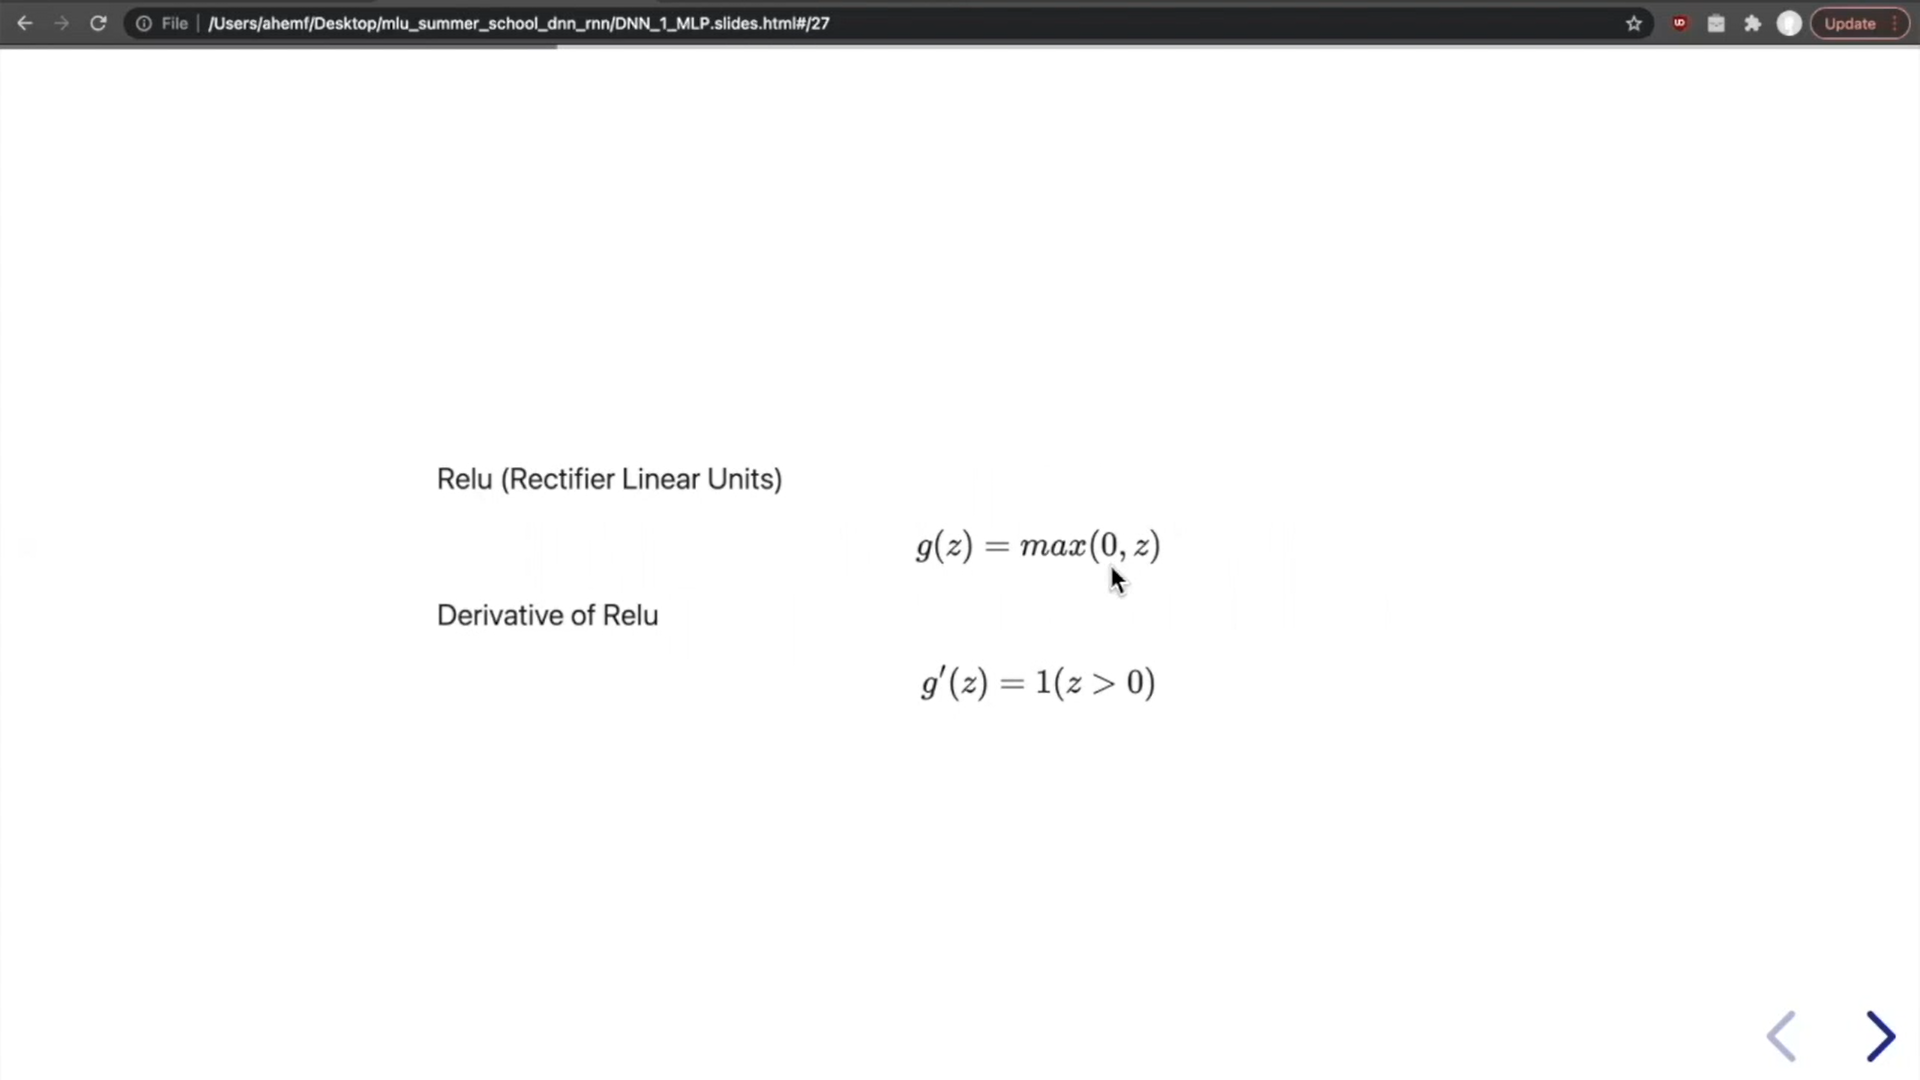 File /Users/ahemf/Desktop/mlu_summer_school_dnn_rnn/DNN_1_MLP.slides.html#/27 Update
Relu (Rectifier Linear Units)
g(z) = max(0, z)
Derivative of Relu
g′(z) = 1(z > 0)